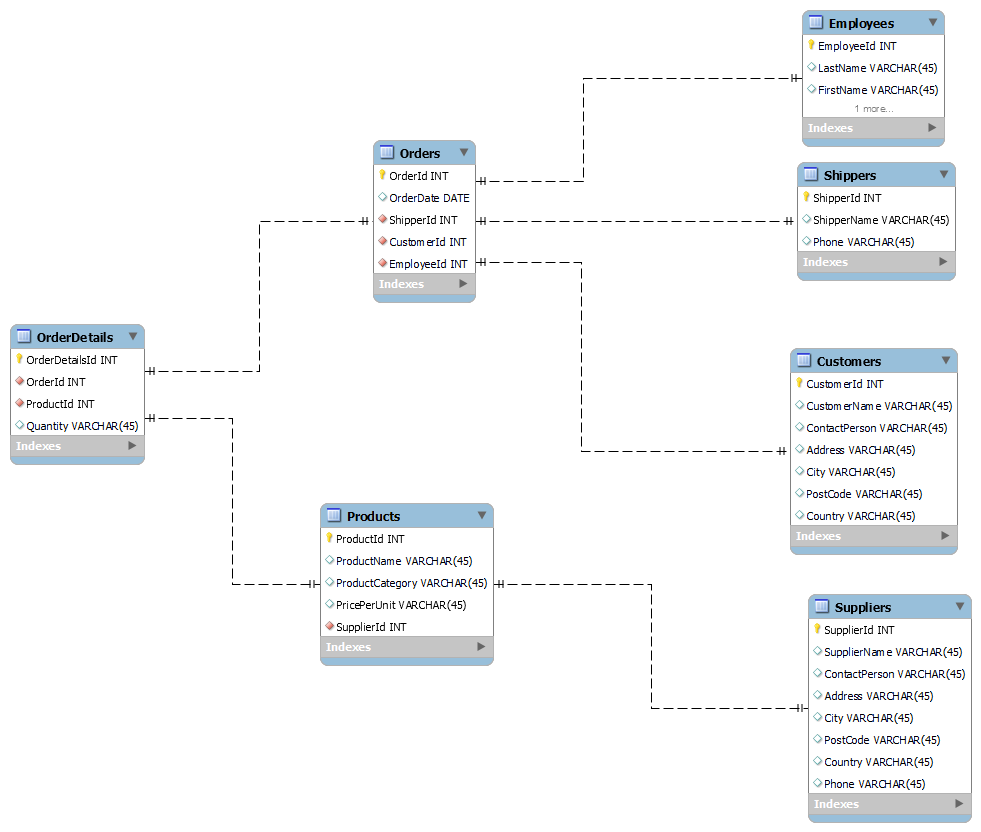 Employees
EmployeeId INT
LastName VARCHAR(45)
FirstName VARCHAR(45)
1 more...
Indexes
Orders
OrderId INT
OrderDate DATE
ShipperId INT
CustomerId INT
EmployeeId INT
Indexes
Shippers
ShipperId INT
ShipperName VARCHAR(45)
Phone VARCHAR(45)
Indexes
OrderDetails
OrderDetailsId INT
OrderId INT
ProductId INT
Quantity VARCHAR(45)
Indexes
Customers
CustomerId INT
CustomerName VARCHAR(45)
ContactPerson VARCHAR(45)
Address VARCHAR(45)
City VARCHAR(45)
PostCode VARCHAR(45)
Country VARCHAR(45)
Indexes
Products
ProductId INT
ProductName VARCHAR(45)
ProductCategory VARCHAR(45)
PricePerUnit VARCHAR(45)
SupplierId INT
Indexes
Suppliers
SupplierId INT
SupplierName VARCHAR(45)
ContactPerson VARCHAR(45)
Address VARCHAR(45)
City VARCHAR(45)
PostCode VARCHAR(45)
Country VARCHAR(45)
Phone VARCHAR(45)
Indexes